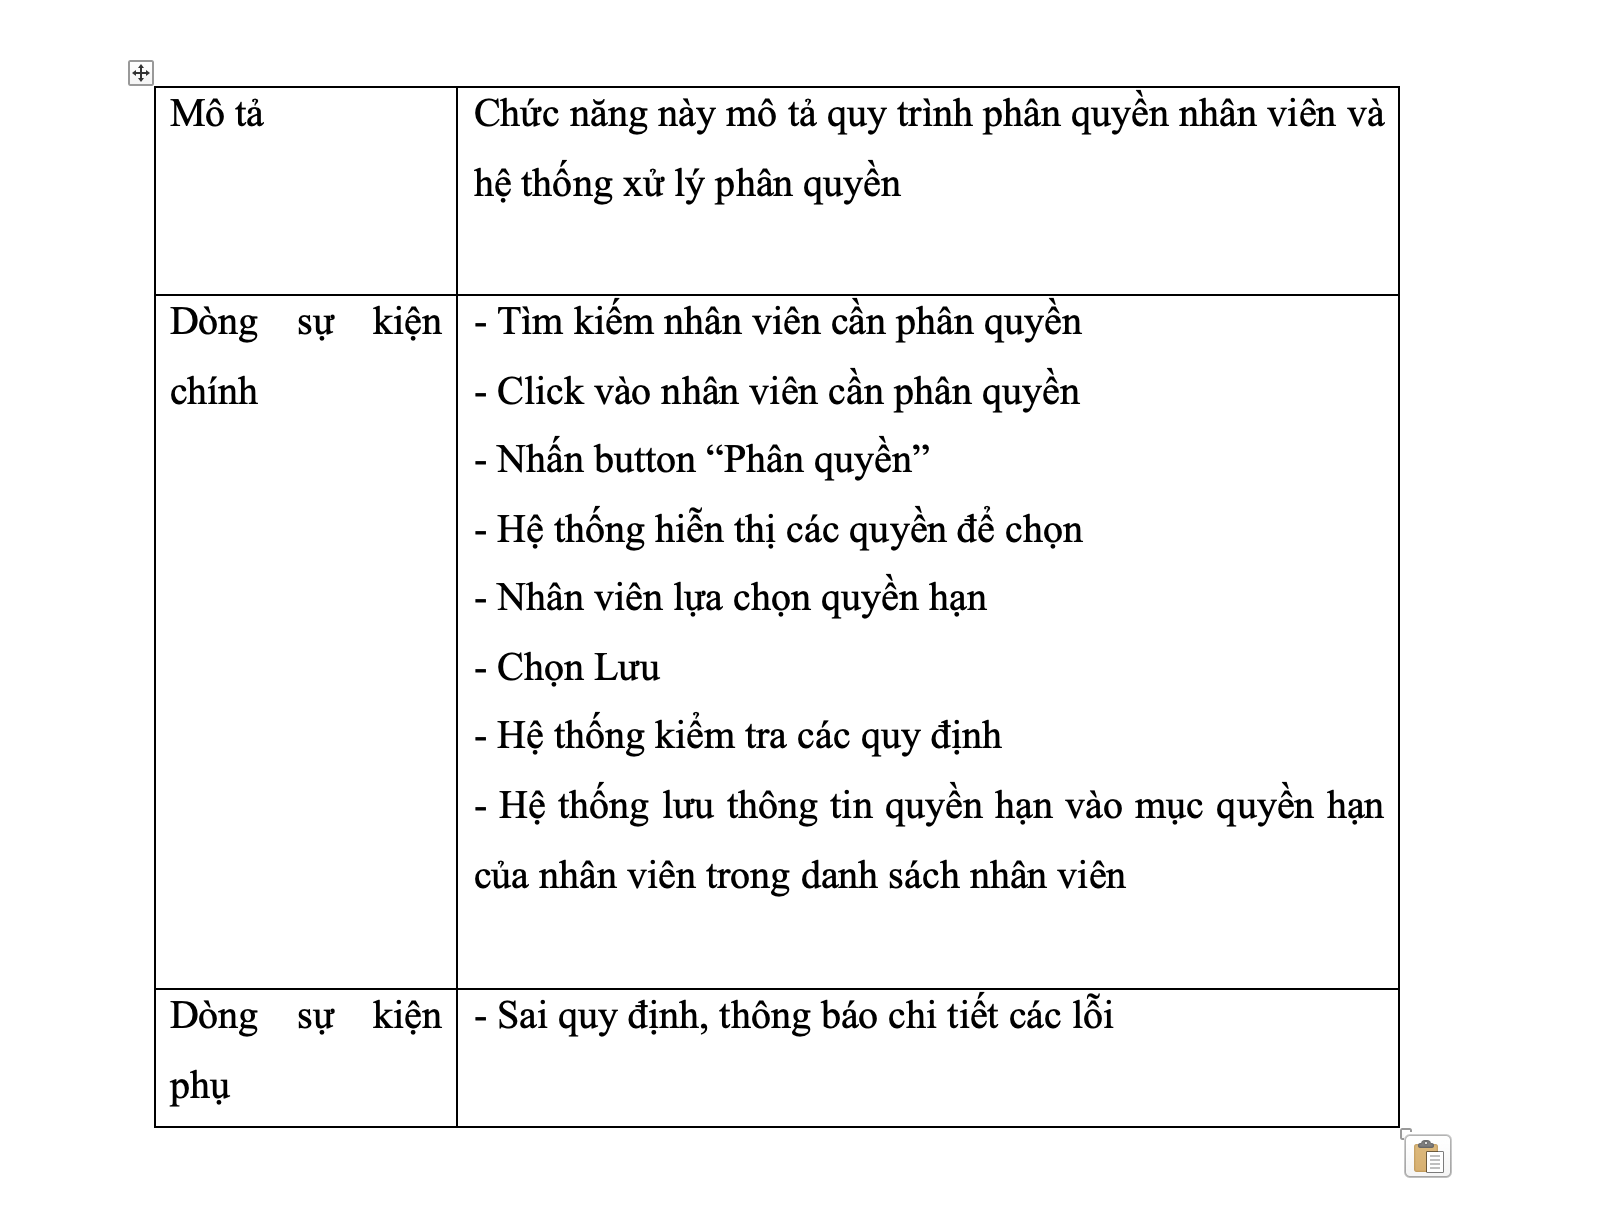 Mô tả
Chức năng này mô tả quy trình phân quyền nhân viên và
hệ thống xử lý phân quyền
Dòng sự kiện
chính
- Tìm kiếm nhân viên cần phân quyền
- Click vào nhân viên cần phân quyền
- Nhấn button “Phân quyền”
- Hệ thống hiễn thị các quyền để chọn
- Nhân viên lựa chọn quyền hạn
- Chọn Lưu
- Hệ thống kiểm tra các quy định
- Hệ thống lưu thông tin quyền hạn vào mục quyền hạn
của nhân viên trong danh sách nhân viên
Dòng sự kiện
phụ
- Sai quy định, thông báo chi tiết các lỗi